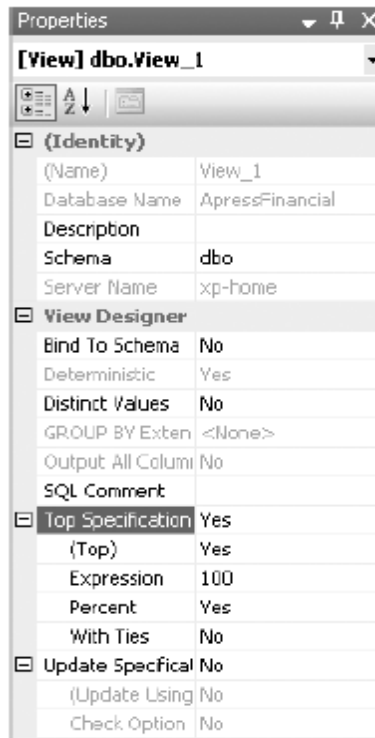 Properties
[View] dbo.View_1
(Identity)
(Name) View_1
Database Name ApressFinancial
Description
Schema dbo
Server Name xp-home
View Designer
Bind To Schema No
Deterministic Yes
Distinct Values No
GROUP BY Exten <None>
Output All Colum No
SQL Comment
Top Specification Yes
(Top) Yes
Expression 100
Percent Yes
With Ties No
Update Specifical No
(Update Using No
Check Option No